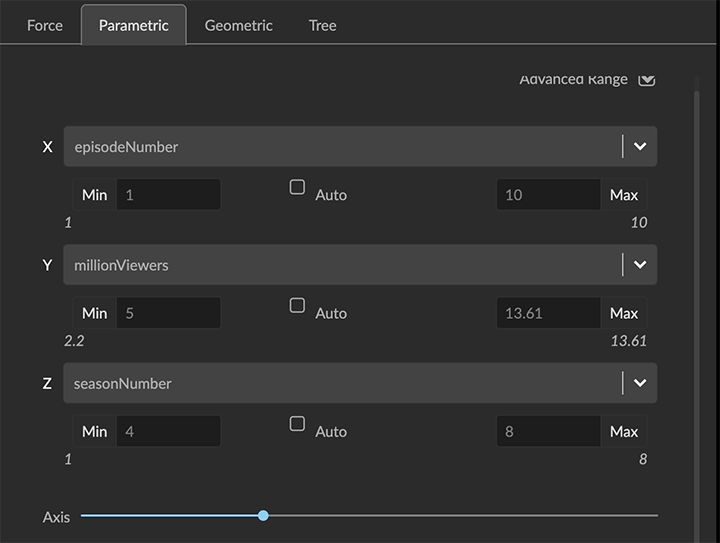 Force Parametric Geometric Tree
Advanced Range
X episodeNumber
Min 1 Auto 10 Max
1 10
Y millionViewers
Min 5 Auto 13.61 Max
2.2 13.61
Z seasonNumber
Min 4 Auto 8 Max
1 8
Axis